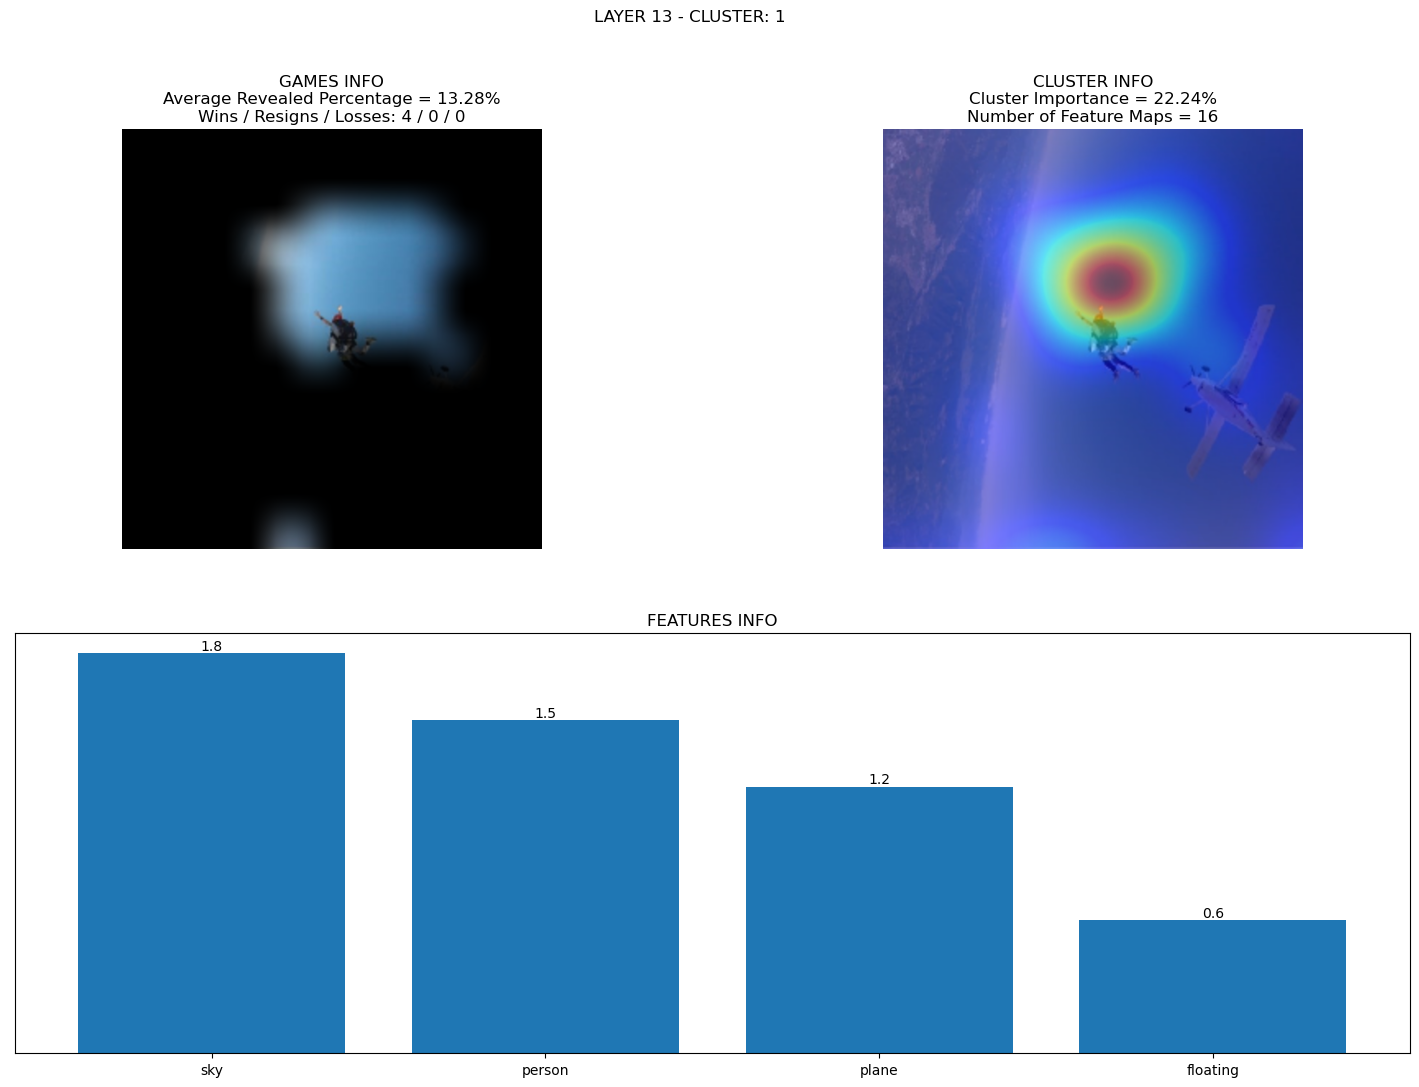 LAYER 13 - CLUSTER: 1
GAMES INFO
Average Revealed Percentage = 13.28%
Wins / Resigns / Losses: 4 / 0 / 0
CLUSTER INFO
Cluster Importance = 22.24%
Number of Feature Maps = 16
FEATURES INFO
1.8
1.5
1.2
0.6
sky
person
plane
floating